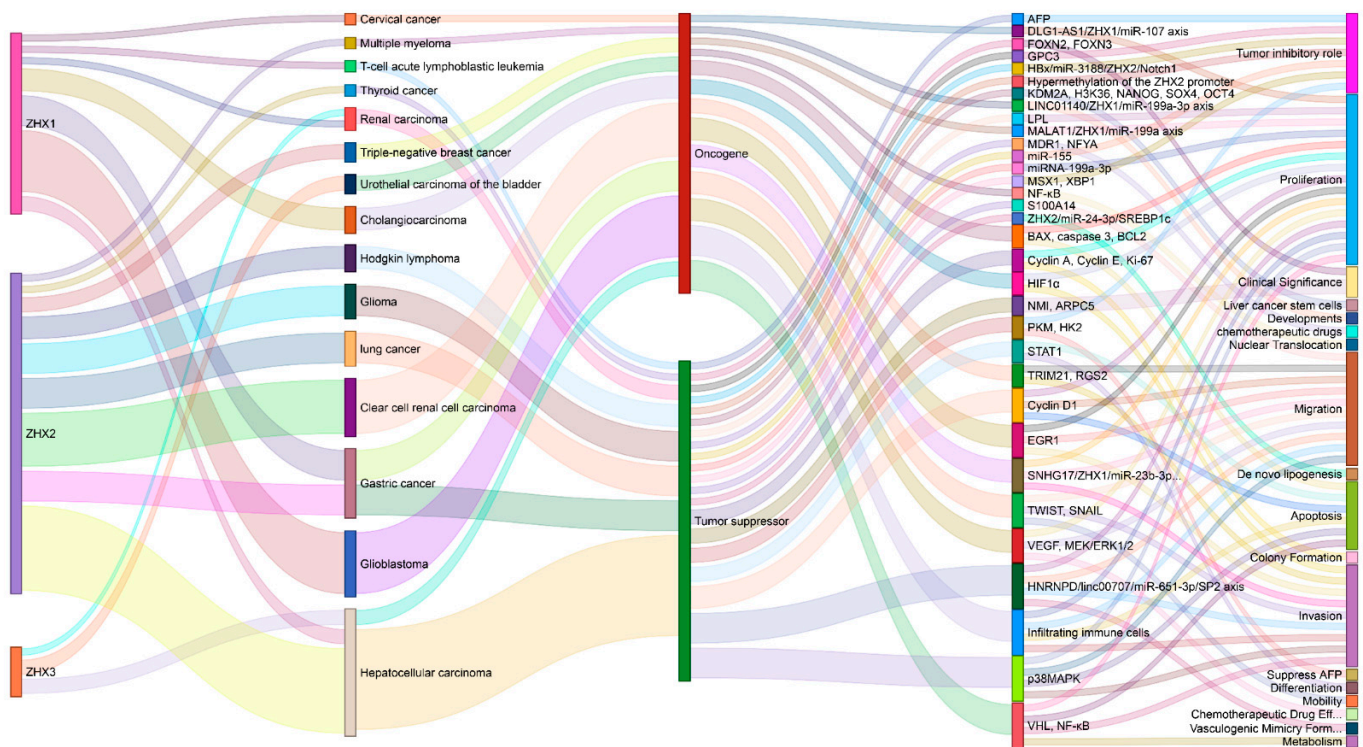 ZHX1
ZHX2
ZHX3
Cervical cancer
Multiple myeloma
T-cell acute lymphoblastic leukemia
Thyroid cancer
Renal carcinoma
Triple-negative breast cancer
Urothelial carcinoma of the bladder
Cholangiocarcinoma
Hodgkin lymphoma
Glioma
lung cancer
Clear cell renal cell carcinoma
Gastric cancer
Glioblastoma
Hepatocellular carcinoma
Oncogene
Tumor suppressor
AFP
DLG1-AS1/ZHX1/miR-107 axis
FOXN2, FOXN3
GPC3
HBx/miR-3188/ZHX2/Notch1
Hypermethylation of the ZHX2 promoter
KDM2A, H3K36, NANOG, SOX4, OCT4
LINC01140/ZHX1/miR-199a-3p axis
LPL
MALAT1/ZHX1/miR-199a axis
MDR1, NFYA
miR-155
miRNA-199a-3p
MSX1, XBP1
NF-κB
S100A14
ZHX2/miR-24-3p/SREBP1c
BAX, caspase 3, BCL2
Cyclin A, Cyclin E, Ki-67
HIF1α
NMI, ARPC5
PKM, HK2
STAT1
TRIM21, RGS2
Cyclin D1
EGR1
SNHG17/ZHX1/miR-23b-3p...
TWIST, SNAIL
VEGF, MEK/ERK1/2
HNRNPD/linc00707/miR-651-3p/SP2 axis
Infiltrating immune cells
p38MAPK
VHL, NF-κB
Tumor inhibitory role
Proliferation
Clinical Significance
Liver cancer stem cells
Developments
chemotherapeutic drugs
Nuclear Translocation
Migration
De novo lipogenesis
Apoptosis
Colony Formation
Invasion
Suppress AFP
Differentiation
Mobility
Chemotherapeutic Drug Eff...
Vasculogenic Mimicry Form...
Metabolism